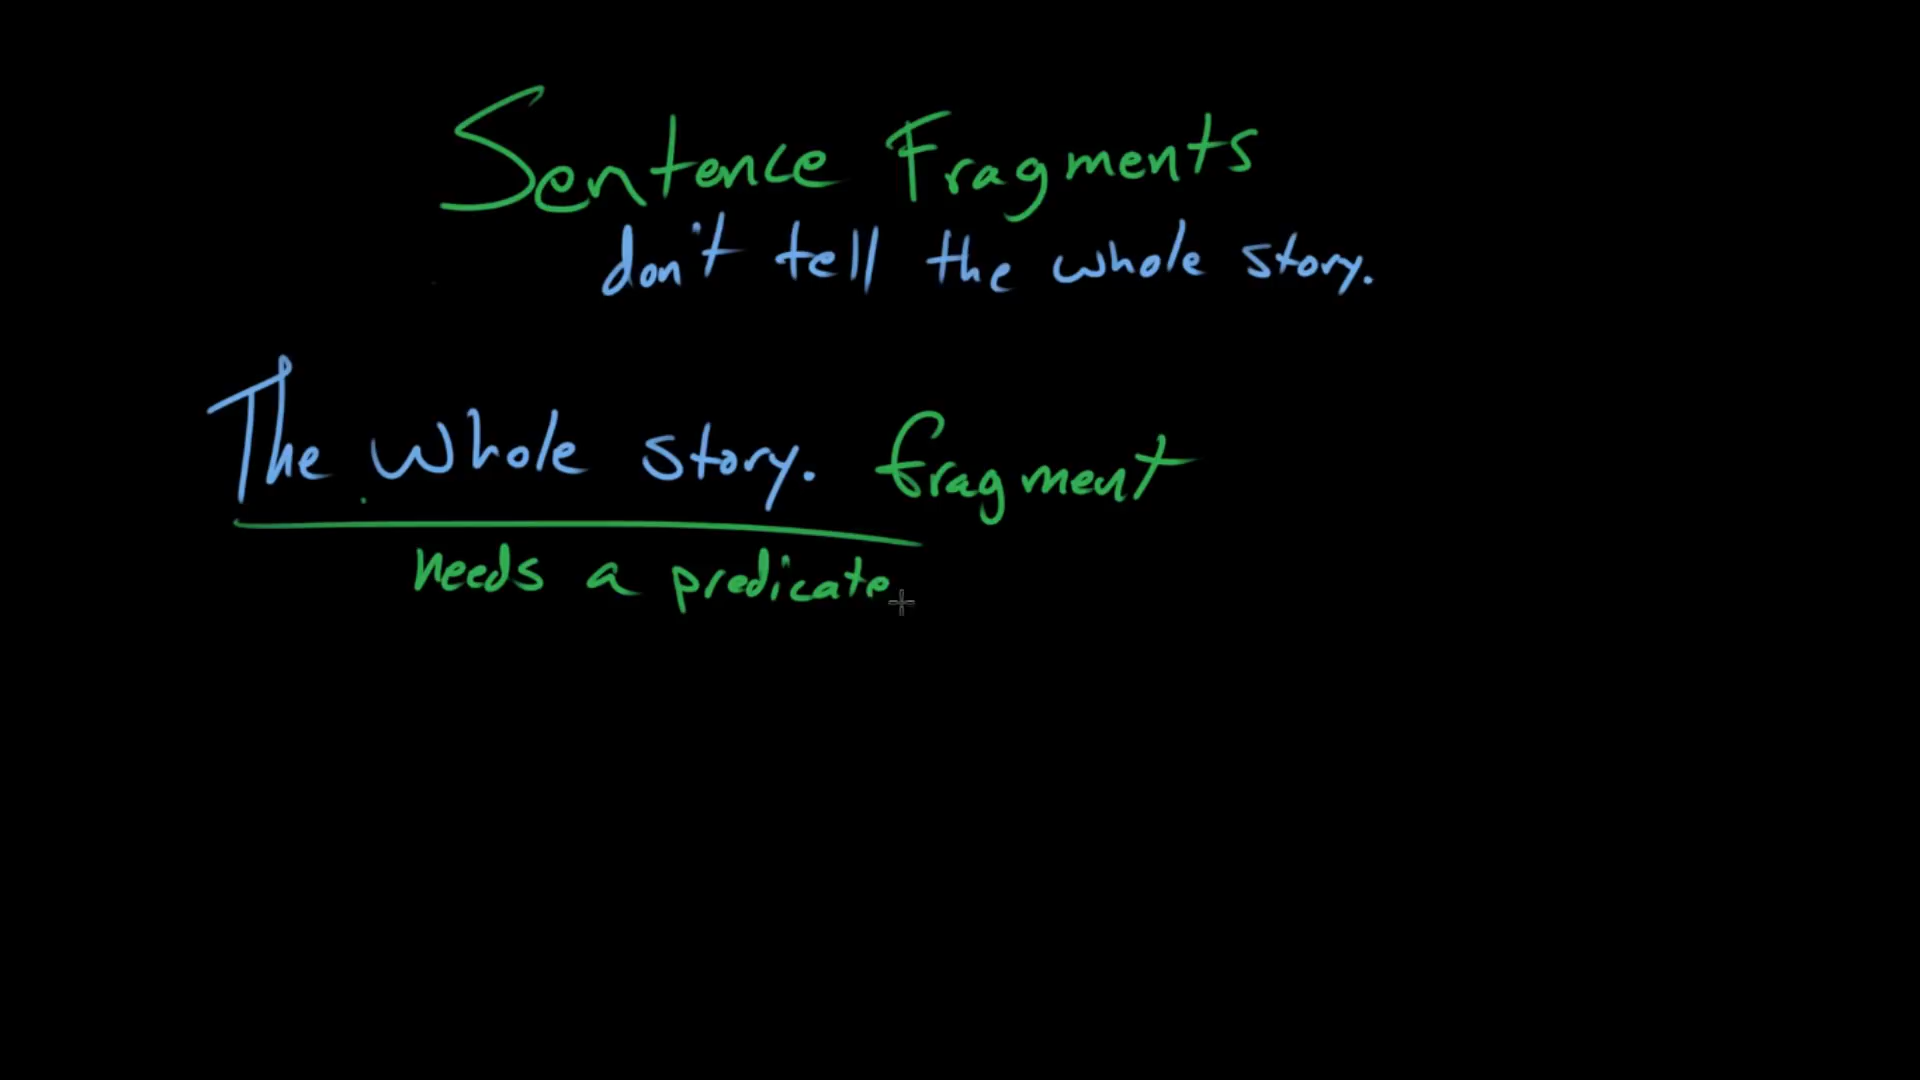 Sentence Fragments
don't tell the whole story.
The whole story. fragment
needs a predicate